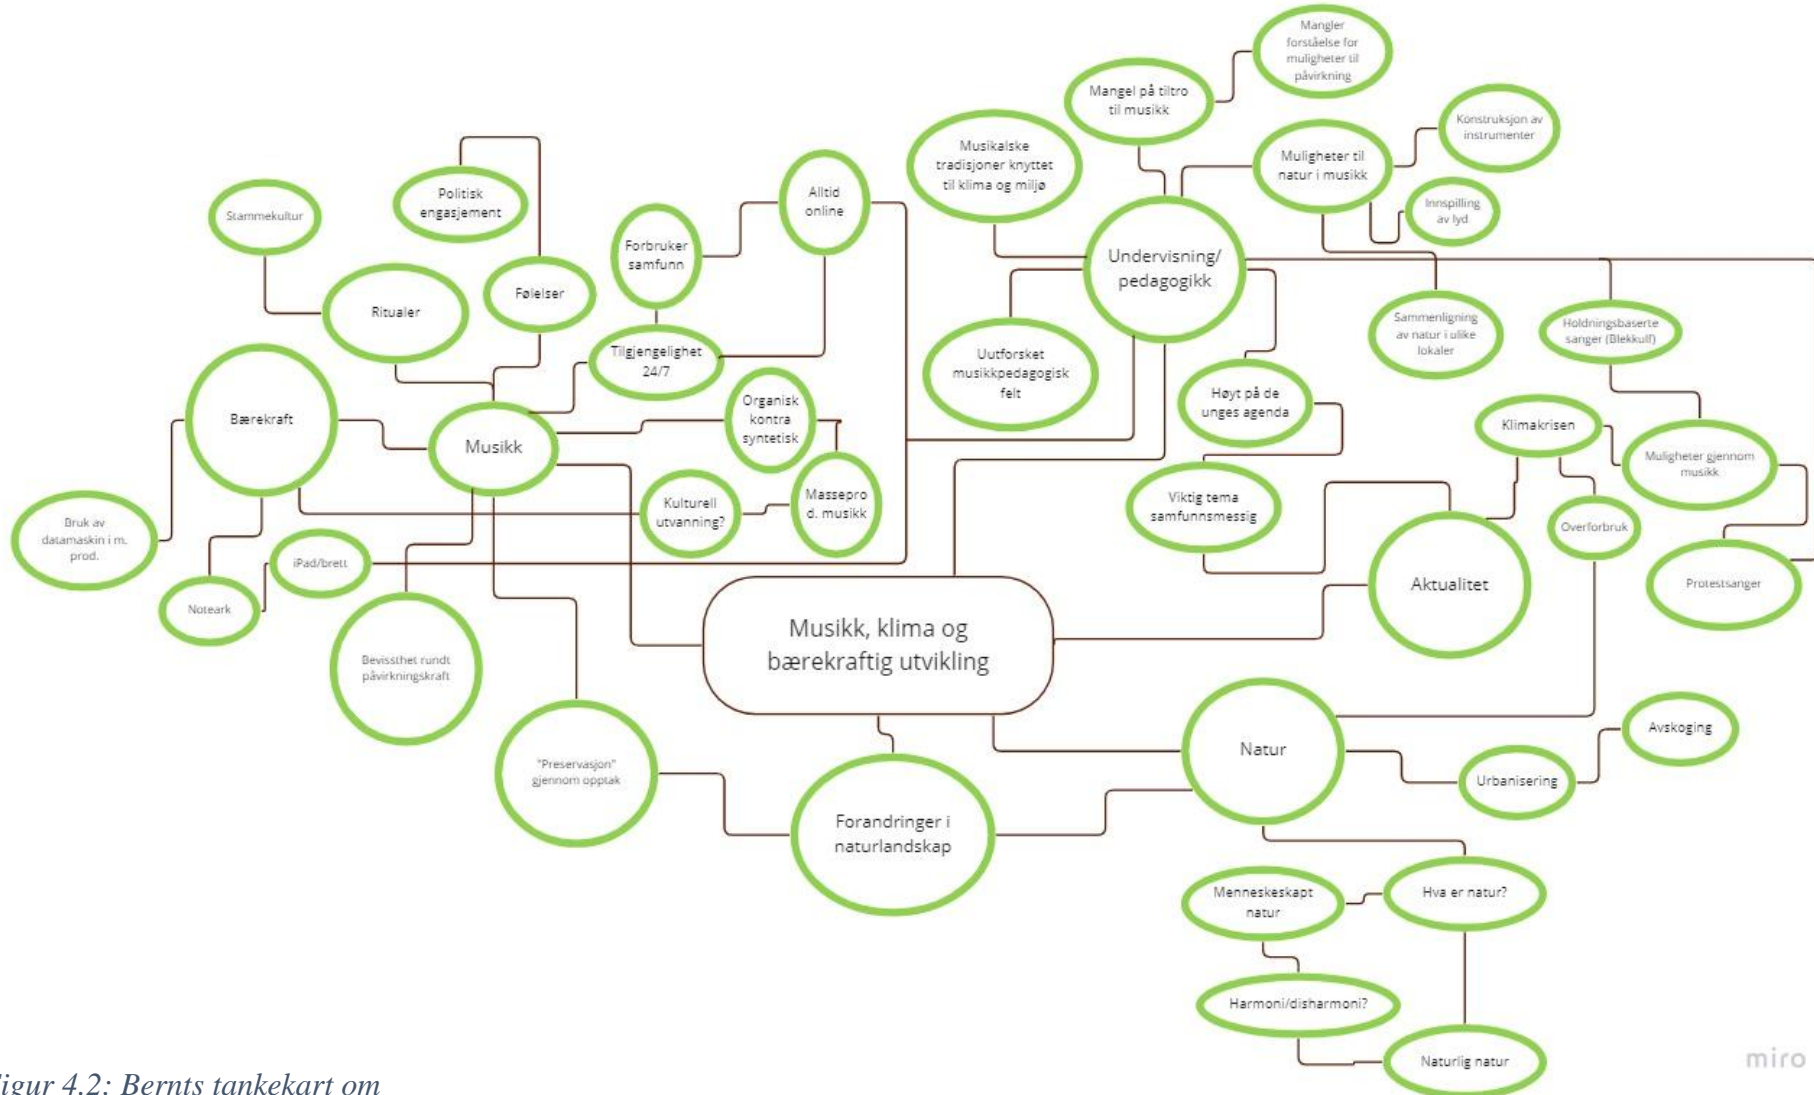 Mangler
forståelse for
muligheter til
påvirkning
Mangel på tiltro
til musikk
Konstruksjon av
instrumenter
Musikalske
tradisjoner knyttet
til klima og miljø
Muligheter til
natur i musikk
Innspilling
av lyd
Alltid
online
Politisk
engasjement
Stammekultur
Forbruker
samfunn
Undervisning/
pedagogikk
Følelser
Ritualer
Sammenligning
av natur i ulike
lokaler
Holdningsbaserte
sanger (Blekkulf)
Tilgjengelighet
24/7
Uutforsket
musikkpedagogisk
felt
Høyt på de
unges agenda
Organisk
kontra
syntetisk
Bærekraft
Musikk
Klimakrisen
Muligheter gjennom
musikk
Kulturell
utvanning?
Massepro
d. musikk
Viktig tema
samfunnsmessig
Overforbruk
Bruk av
datamaskin i m.
prod.
iPad/brett
Noteark
Aktualitet
Protestsanger
Musikk, klima og
bærekraftig utvikling
Bevissthet rundt
påvirkningskraft
"Preservasjon"
gjennom opptak
Natur
Avskoging
Urbanisering
Forandringer i
naturlandskap
Menneskeskapt
natur
Hva er natur?
Harmoni/disharmoni?
Naturlig natur
miro
igur 4.2: Bernts tankekart om